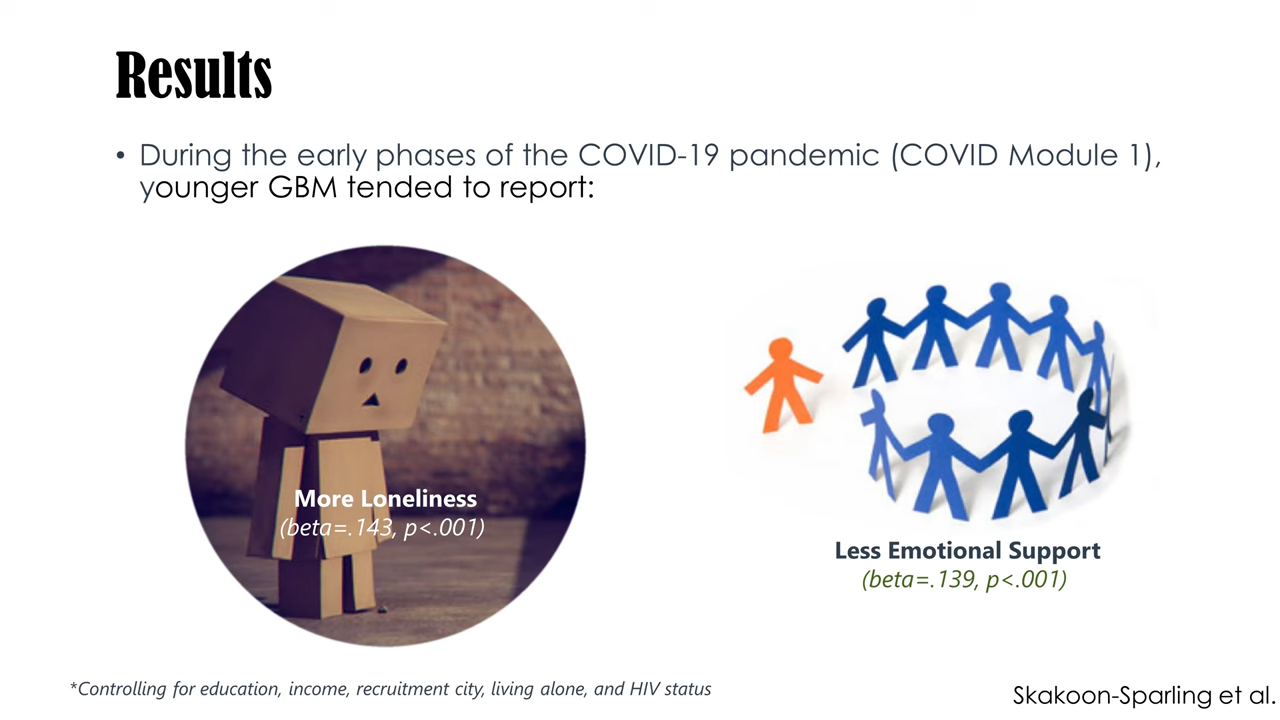 Results
• During the early phases of the COVID-19 pandemic (COVID Module 1),
younger GBM tended to report:
More Loneliness
(beta=.143, p<.001)
Less Emotional Support
(beta=.139, p<.001)
*Controlling for education, income, recruitment city, living alone, and HIV status
Skakoon-Sparling et al.